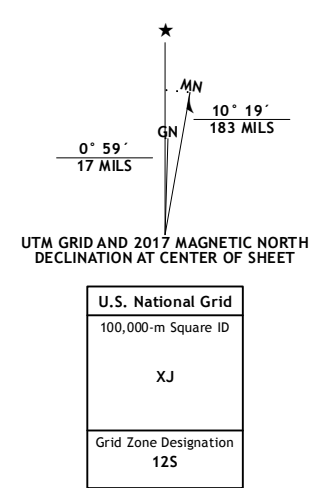 ★
MN
GN
10° 19´
183 MILS
0° 59´
17 MILS
UTM GRID AND 2017 MAGNETIC NORTH
DECLINATION AT CENTER OF SHEET
U.S. National Grid
100,000-m Square ID
XJ
Grid Zone Designation
12S